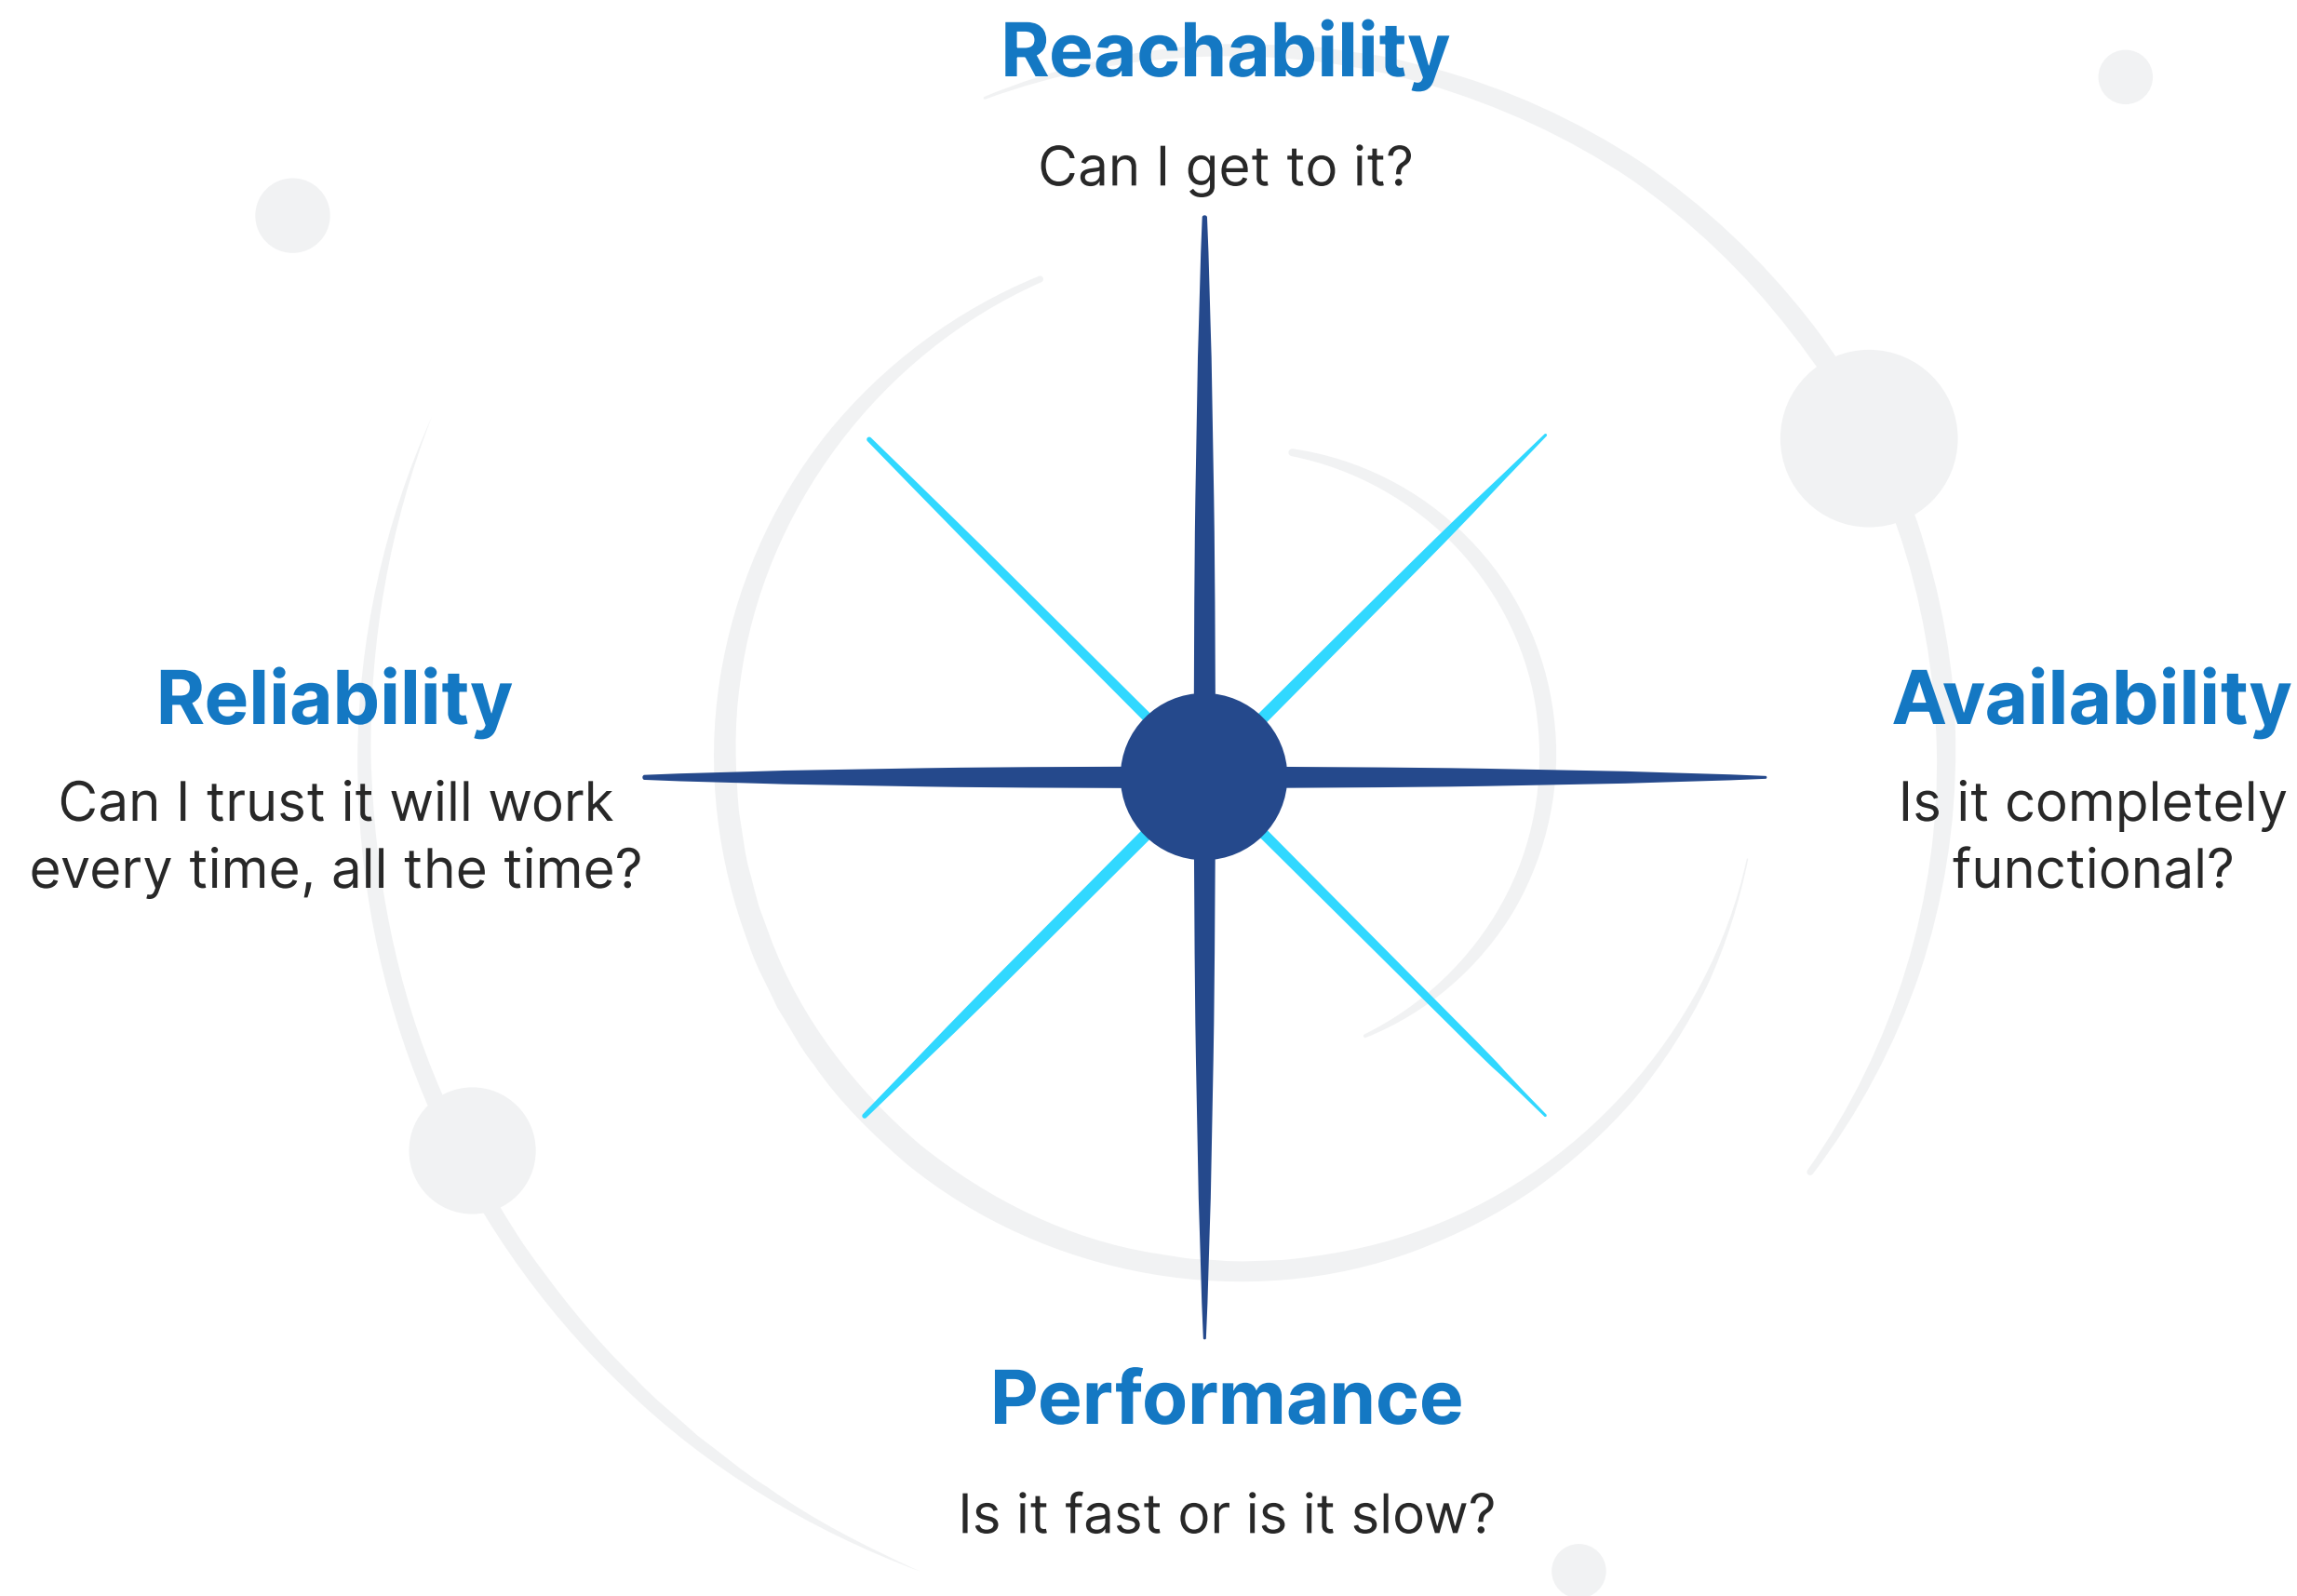 Reachability
Can I get to it?
Reliability
Can I trust it will work
every time, all the time?
Availability
Is it completely
functional?
Performance
Is it fast or is it slow?